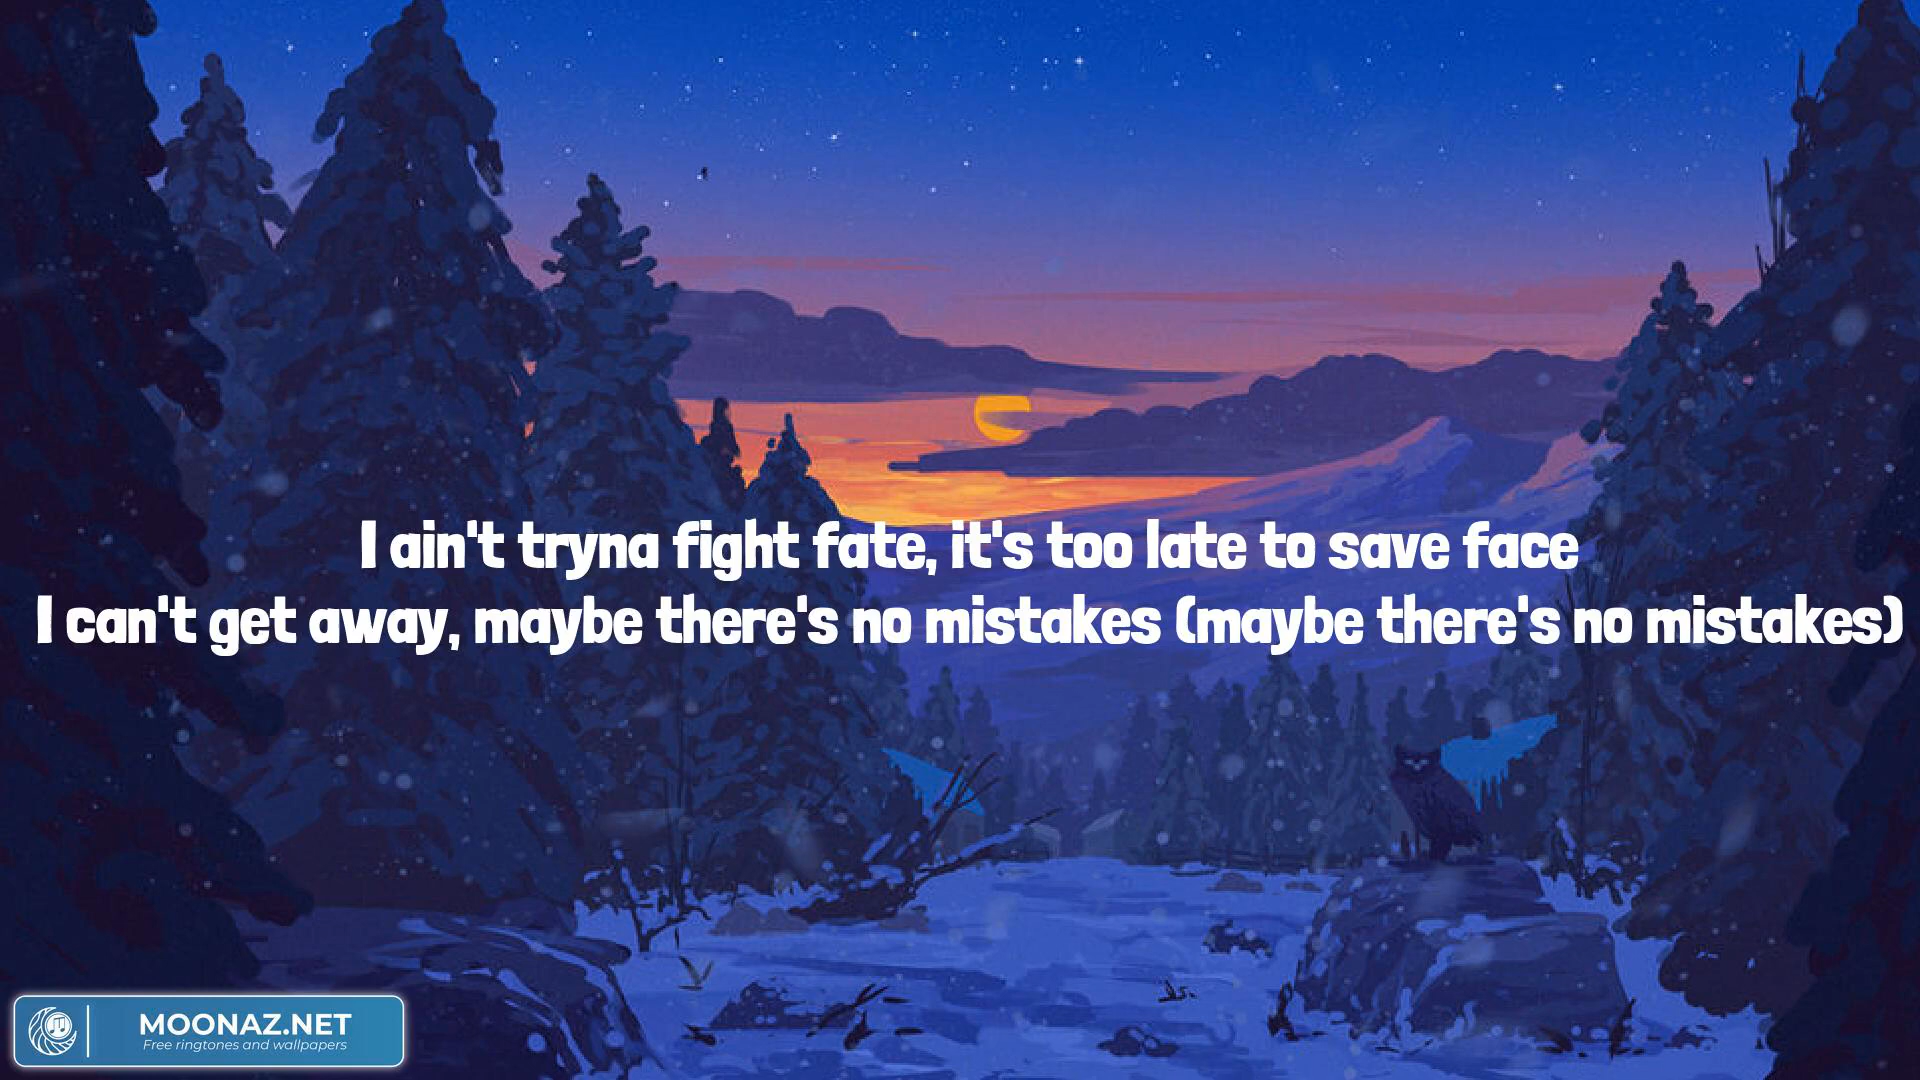 I ain't tryna fight fate, it's too late to save face
I can't get away, maybe there's no mistakes (maybe there's no mistakes)
MOONAZ.NET
Free ringtones and wallpapers